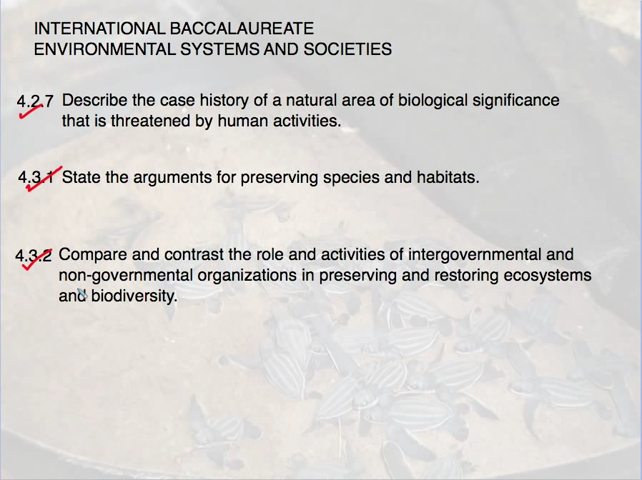 INTERNATIONAL BACCALAUREATE
ENVIRONMENTAL SYSTEMS AND SOCIETIES
4.2.7 Describe the case history of a natural area of biological significance
that is threatened by human activities.
4.3.1 State the arguments for preserving species and habitats.
4.3.2 Compare and contrast the role and activities of intergovernmental and
non-governmental organizations in preserving and restoring ecosystems
and biodiversity.